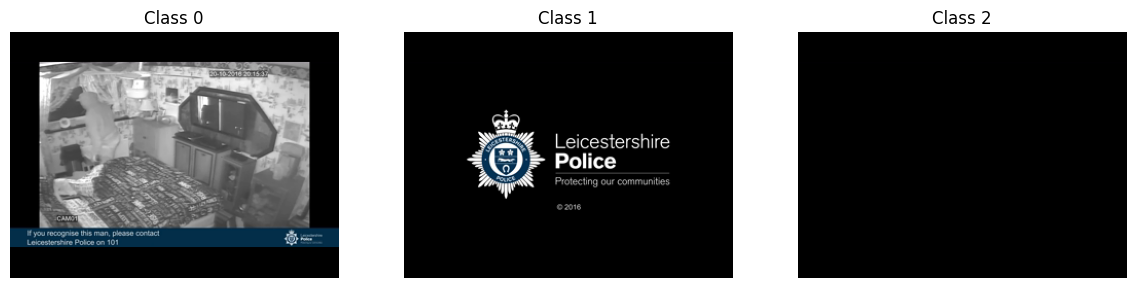 Class 0
Class 1
Class 2
20-10-2016 20:15:37
CAM01
If you recognise this man, please contact
Leicestershire Police on 101
Leicestershire
Police
LEICESTERSHIRE
POLICE
Leicestershire
Police
Protecting our communities
© 2016